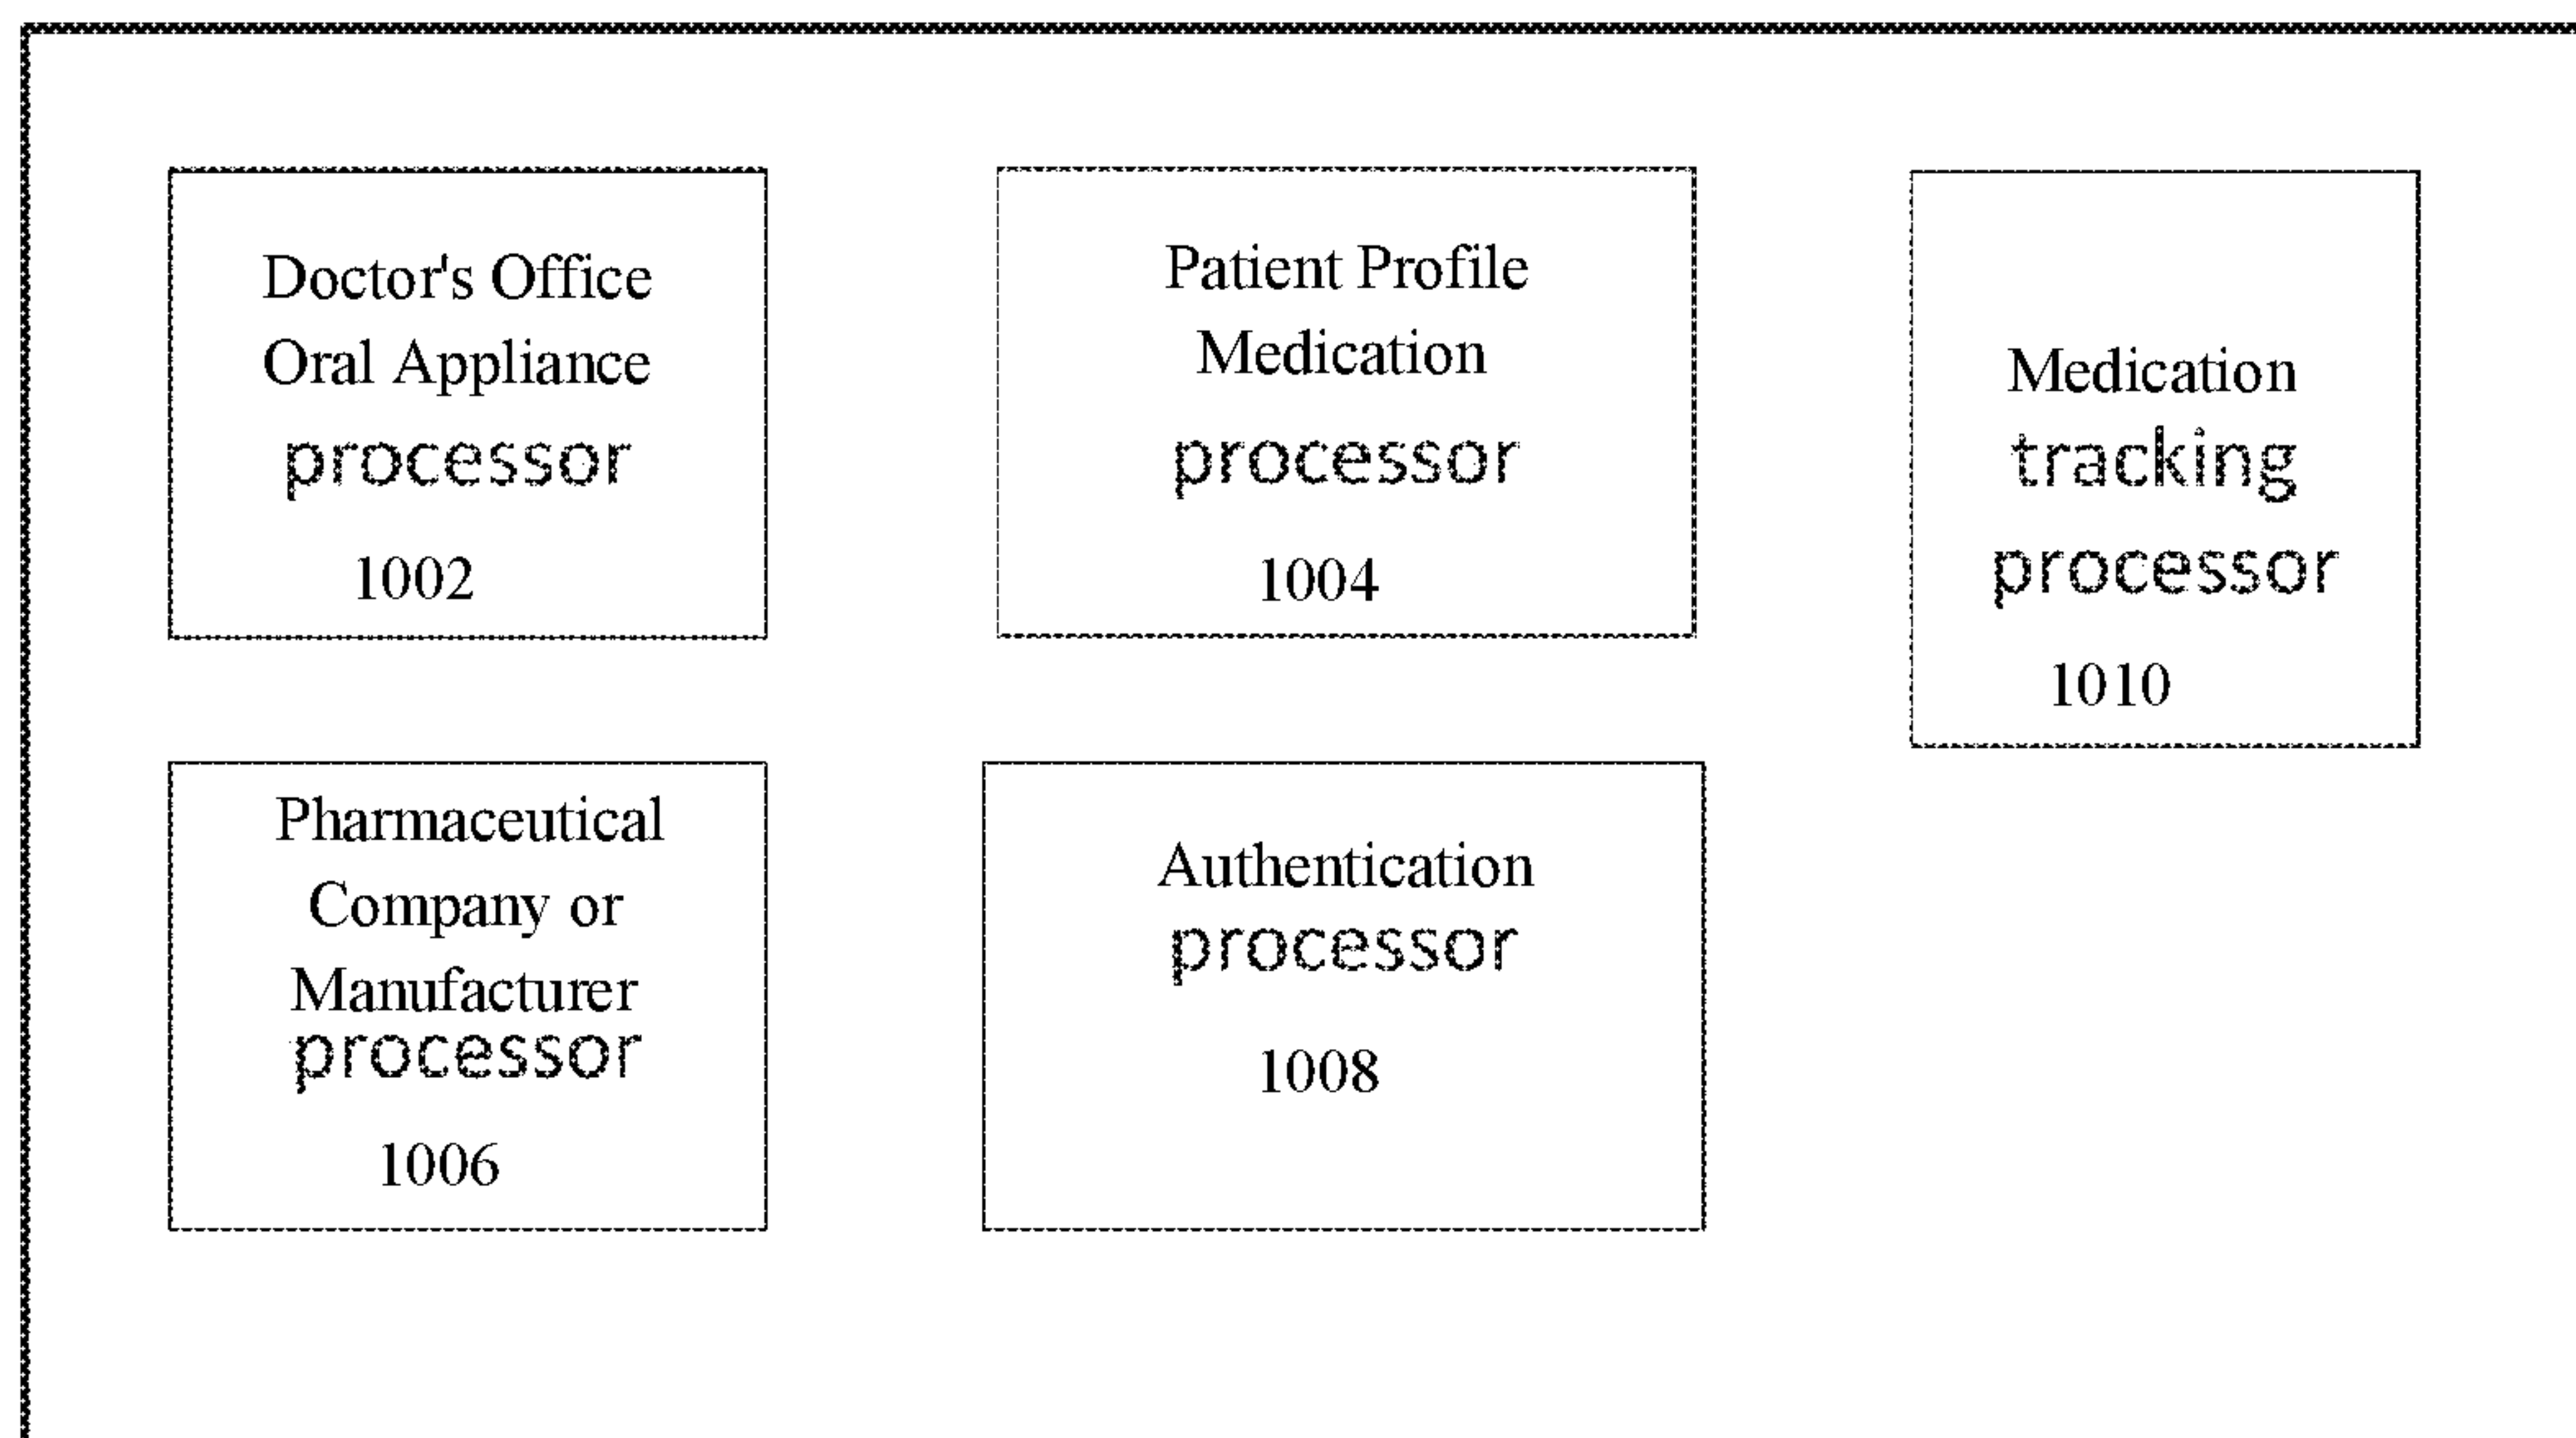 Doctor's Office
Oral Appliance
processor
1002
Patient Profile
Medication
processor
1004
Medication
tracking
processor
1010
Pharmaceutical
Company or
Manufacturer
processor
1006
Authentication
processor
1008